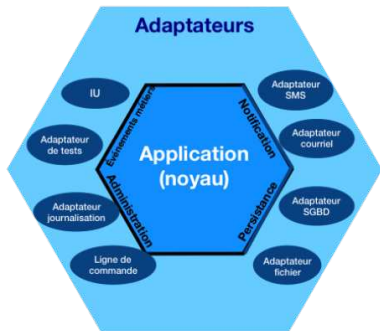 Adaptateurs
IU
Adaptateur
de tests
Adaptateur
journalisation
Ligne de
commande
Événements métiers
Administration
Application
(noyau)
Notification
Persistance
Adaptateur
SMS
Adaptateur
courriel
Adaptateur
SGBD
Adaptateur
fichier